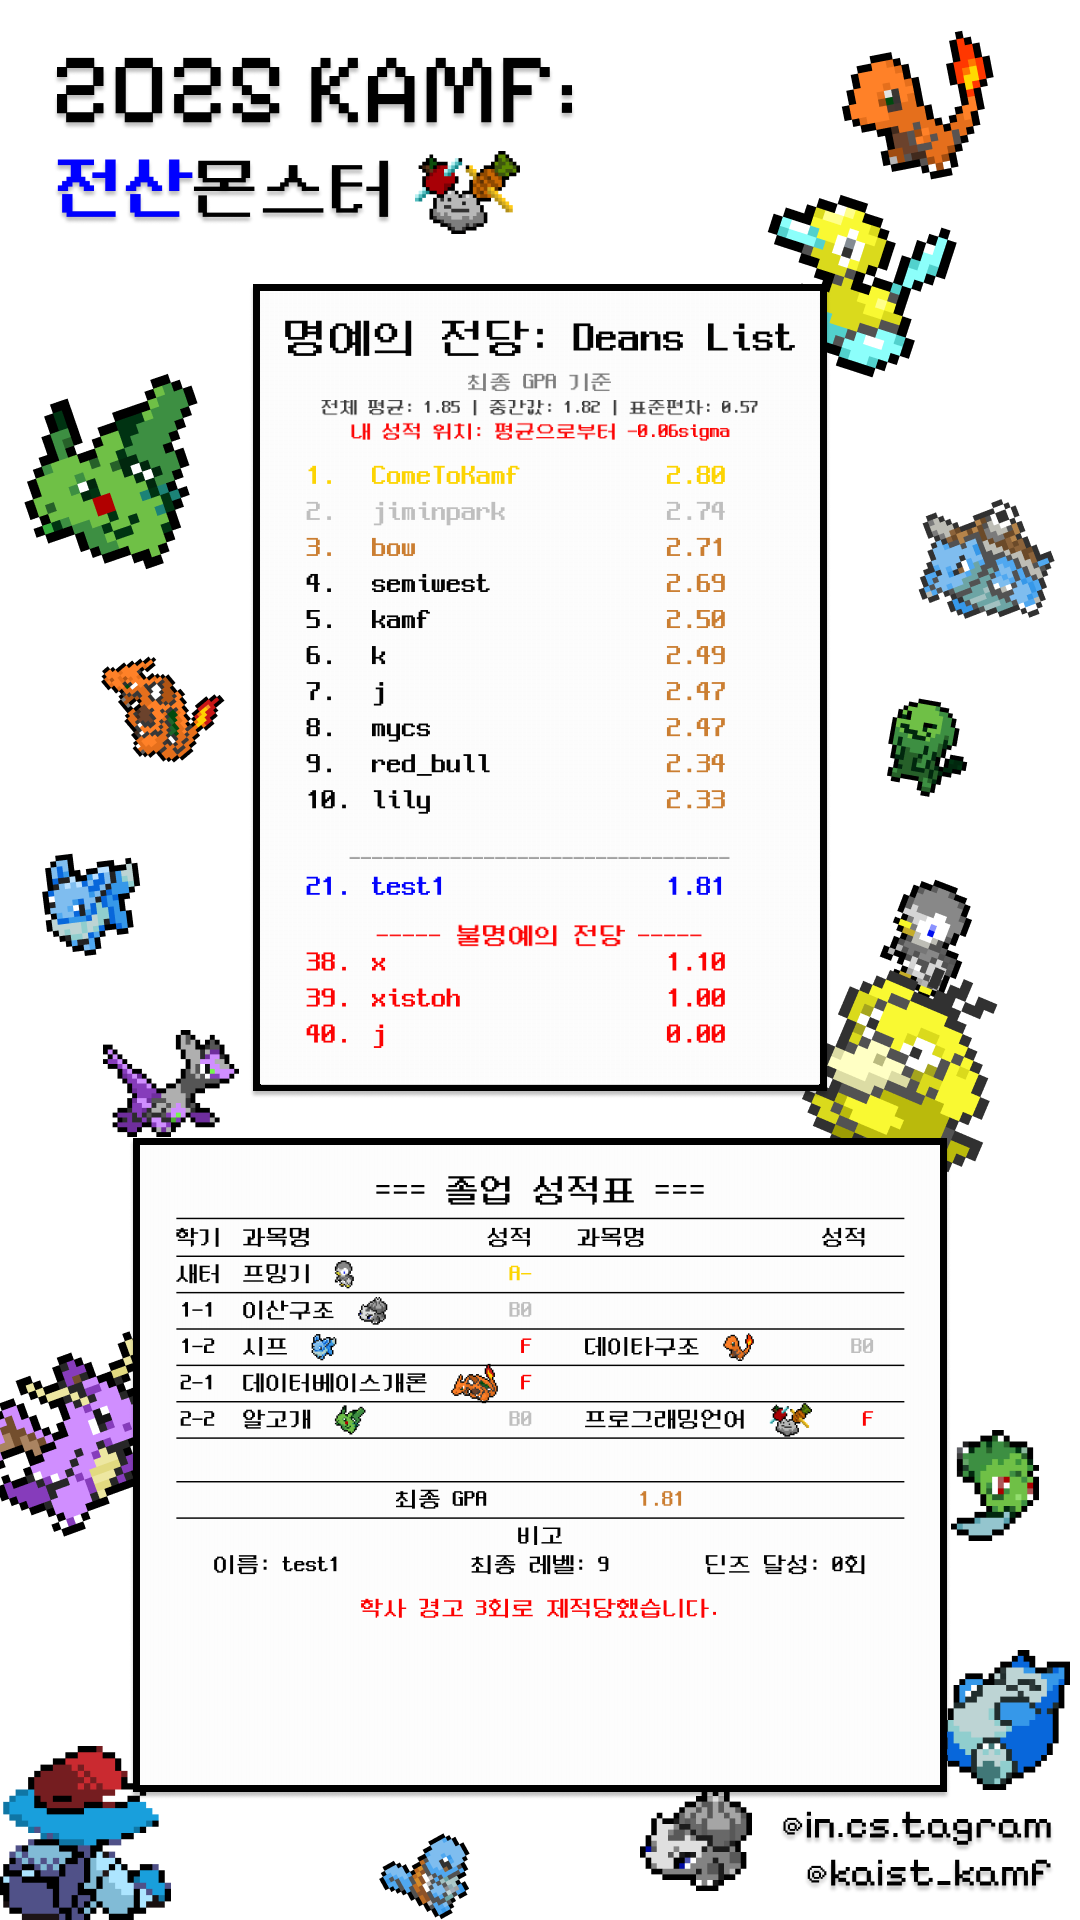 2025 KAMF:
전산몬스터
명예의 전당: Deans List
최종 GPA 기준
전체 평균: 1.85 | 중간값: 1.82 | 표준편차: 0.57
내 성적 위치: 평균으로부터 -0.06sigma
1. ComeToKamf 2.80
2. jiminpark 2.74
3. bow 2.71
4. semiwest 2.69
5. kamf 2.50
6. k 2.49
7. j 2.47
8. mycs 2.47
9. red_bull 2.34
10. lily 2.33
----------------------------------
21. test1 1.81
----- 불명예의 전당 -----
38. x 1.10
39. xistoh 1.00
40. j 0.00
=== 졸업 성적표 ===
학기 과목명 성적 과목명 성적
새터 프밍기 A-
1-1 이산구조 B0
1-2 시프 F 데이타구조 B0
2-1 데이터베이스개론 F
2-2 알고개 B0 프로그래밍언어 F
최종 GPA 1.81
비고
이름: test1 최종 레벨: 9 딘즈 달성: 0회
학사 경고 3회로 제적당했습니다.
@in.cs.tagram
@kaist_kamf